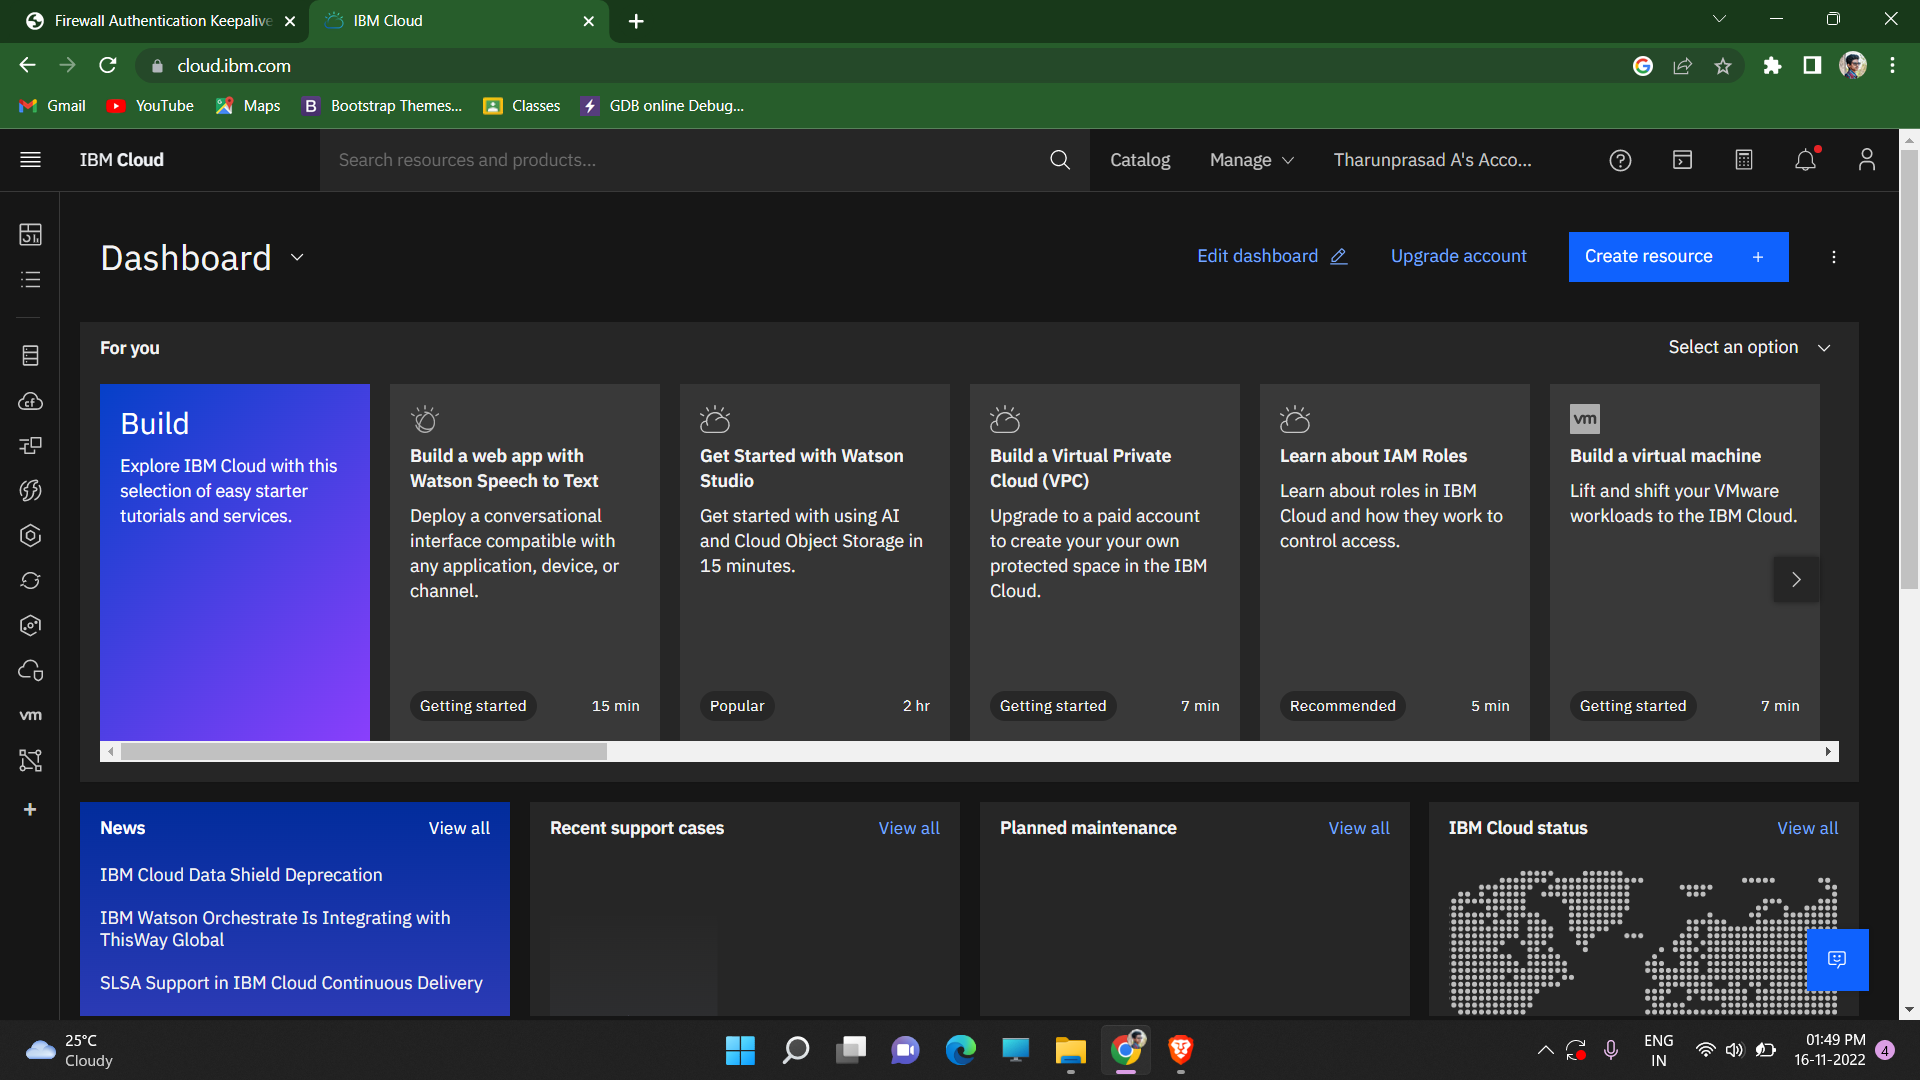 Firewall Authentication Keepalive
IBM Cloud
cloud.ibm.com
Gmail
YouTube
Maps
B
Bootstrap Themes...
Classes
GDB online Debug...
IBM Cloud
Search resources and products...
Catalog
Manage
Tharunprasad A's Acco...
Dashboard
Edit dashboard
Upgrade account
Create resource +
For you
Select an option
Build
Explore IBM Cloud with this
selection of easy starter
tutorials and services.
Build a web app with
Watson Speech to Text
Deploy a conversational
interface compatible with
any application, device, or
channel.
Getting started 15 min
Get Started with Watson
Studio
Get started with using AI
and Cloud Object Storage in
15 minutes.
Popular 2 hr
Build a Virtual Private
Cloud (VPC)
Upgrade to a paid account
to create your your own
protected space in the IBM
Cloud.
Getting started 7 min
Learn about IAM Roles
Learn about roles in IBM
Cloud and how they work to
control access.
Recommended 5 min
vm
Build a virtual machine
Lift and shift your VMware
workloads to the IBM Cloud.
Getting started 7 min
cf
vm
News View all
IBM Cloud Data Shield Deprecation
IBM Watson Orchestrate Is Integrating with
ThisWay Global
SLSA Support in IBM Cloud Continuous Delivery
Recent support cases View all
Planned maintenance View all
IBM Cloud status View all
25°C
Cloudy
ENG
IN
01:49 PM
16-11-2022
4